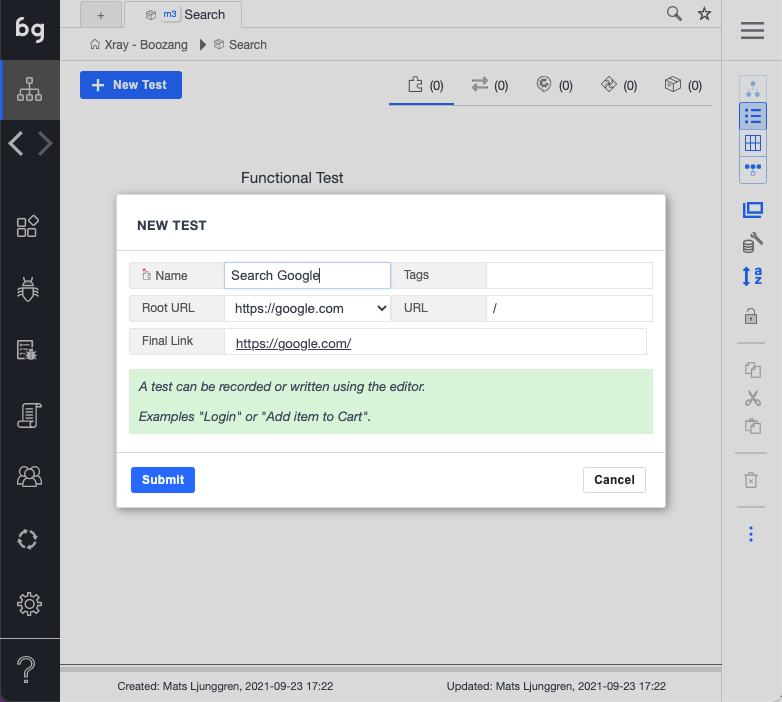 bg
+
m3 Search
Xray - Boozang Search
+ New Test
(0) (0) (0) (0) (0)
Functional Test
NEW TEST
Name Search Google Tags
Root URL https://google.com URL /
Final Link https://google.com/
A test can be recorded or written using the editor.
Examples "Login" or "Add item to Cart".
Submit Cancel
a
z
?
Created: Mats Ljunggren, 2021-09-23 17:22 Updated: Mats Ljunggren, 2021-09-23 17:22